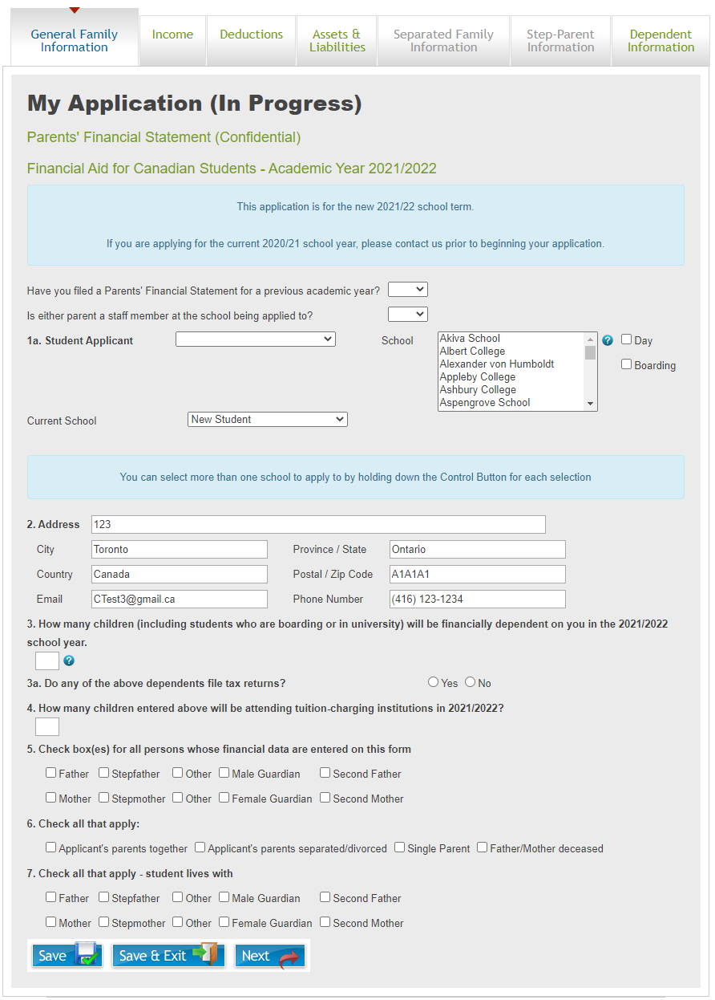 General Family
Information
Income
Deductions
Assets &
Liabilities
Separated Family
Information
Step-Parent
Information
Dependent
Information
My Application (In Progress)
Parents' Financial Statement (Confidential)
Financial Aid for Canadian Students - Academic Year 2021/2022
This application is for the new 2021/22 school term.
If you are applying for the current 2020/21 school year, please contact us prior to beginning your application.
Have you filed a Parents' Financial Statement for a previous academic year?
Is either parent a staff member at the school being applied to?
1a. Student Applicant
School
Akiva School
Albert College
Alexander von Humboldt
Appleby College
Ashbury College
Aspengrove School
?
Day
Boarding
Current School New Student
You can select more than one school to apply to by holding down the Control Button for each selection
2. Address 123
City Toronto Province / State Ontario
Country Canada Postal / Zip Code A1A1A1
Email CTest3@gmail.ca Phone Number (416) 123-1234
3. How many children (including students who are boarding or in university) will be financially dependent on you in the 2021/2022
school year.
?
3a. Do any of the above dependents file tax returns? Yes No
4. How many children entered above will be attending tuition-charging institutions in 2021/2022?
5. Check box(es) for all persons whose financial data are entered on this form
Father Stepfather Other Male Guardian Second Father
Mother Stepmother Other Female Guardian Second Mother
6. Check all that apply:
Applicant's parents together Applicant's parents separated/divorced Single Parent Father/Mother deceased
7. Check all that apply - student lives with
Father Stepfather Other Male Guardian Second Father
Mother Stepmother Other Female Guardian Second Mother
Save Save & Exit Next